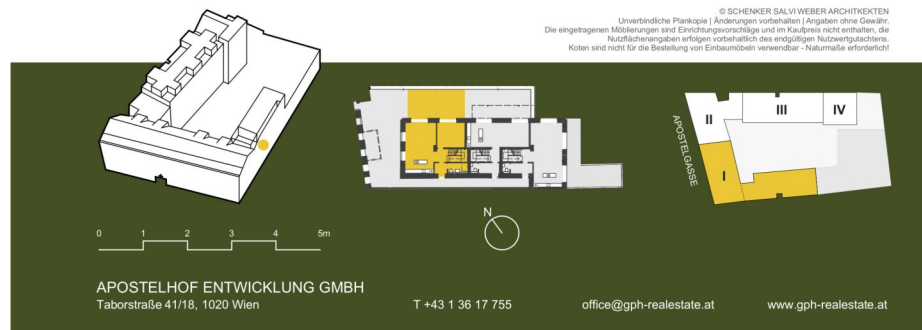 © SCHENKER SALVI WEBER ARCHITKEKTEN
Unverbindliche Plankopie | Änderungen vorbehalten | Angaben ohne Gewähr.
Die eingetragenen Möblierungen sind Einrichtungsvorschläge und im Kaufpreis nicht enthalten, die
Nutzflächenangaben erfolgen vorbehaltlich des endgültigen Nutzwertgutachtens.
Koten sind nicht für die Bestellung von Einbaumöbeln verwendbar - Naturmaße erforderlich!
II
III
IV
APOSTELGASSE
I
N
0 1 2 3 4 5m
APOSTELHOF ENTWICKLUNG GMBH
Taborstraße 41/18, 1020 Wien
T +43 1 36 17 755
office@gph-realestate.at
www.gph-realestate.at